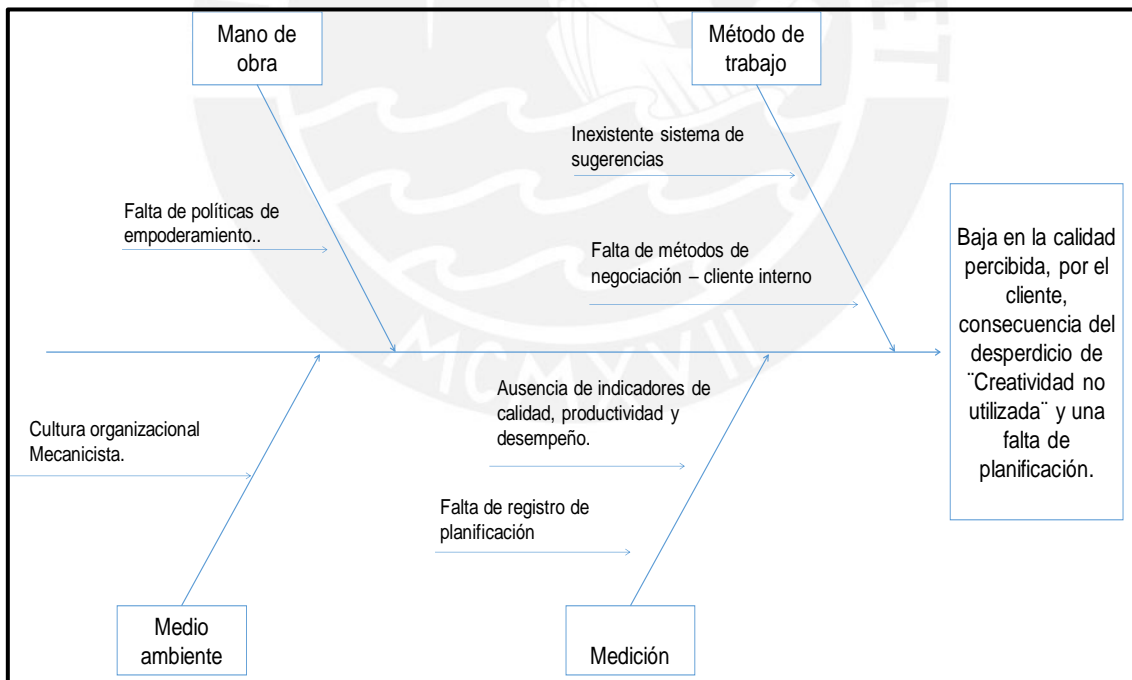 Mano de
obra
Método de
trabajo
Inexistente sistema de
sugerencias
Falta de políticas de
empoderamiento..
Falta de métodos de
negociación – cliente interno
Baja en la calidad
percibida, por el
cliente,
consecuencia del
desperdicio de
¨Creatividad no
utilizada¨ y una
falta de
planificación.
MCMXVII
ET
Ausencia de indicadores de
calidad, productividad y
desempeño.
Cultura organizacional
Mecanicista.
Falta de registro de
planificación
Medio
ambiente
Medición